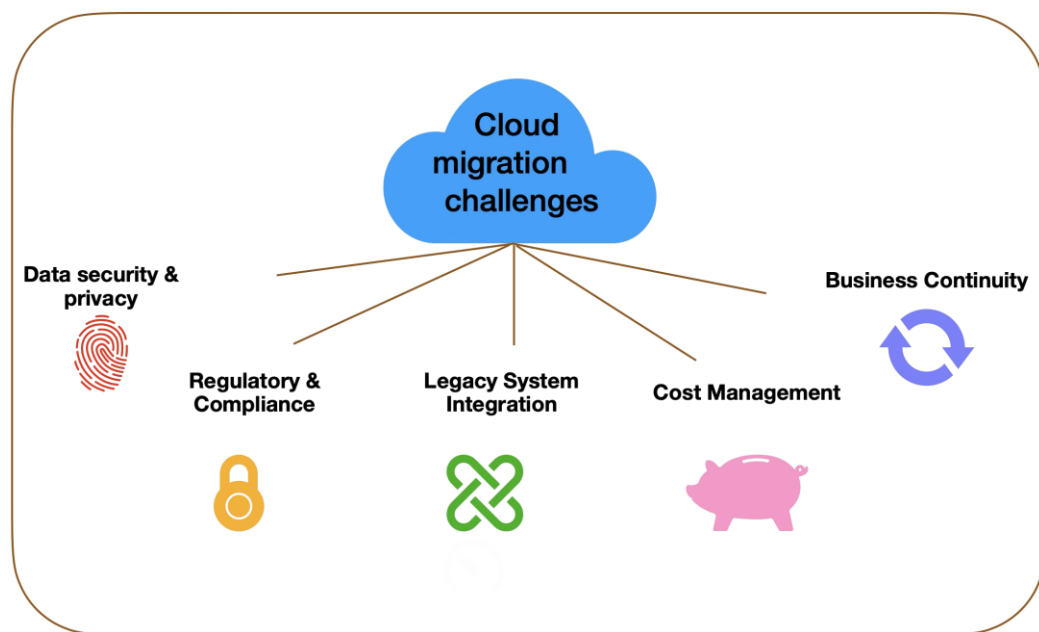 Cloud
migration
challenges
Data security &
privacy
Regulatory &
Compliance
Legacy System
Integration
Cost Management
Business Continuity